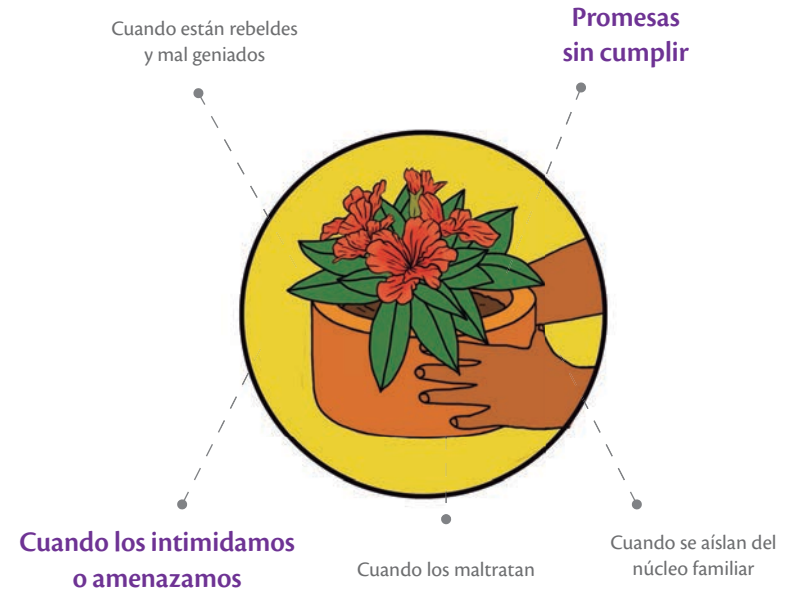 Cuando están rebeldes
y mal geniados
Promesas
sin cumplir
Cuando los intimidamos
o amenazamos
Cuando los maltratan
Cuando se aíslan del
núcleo familiar